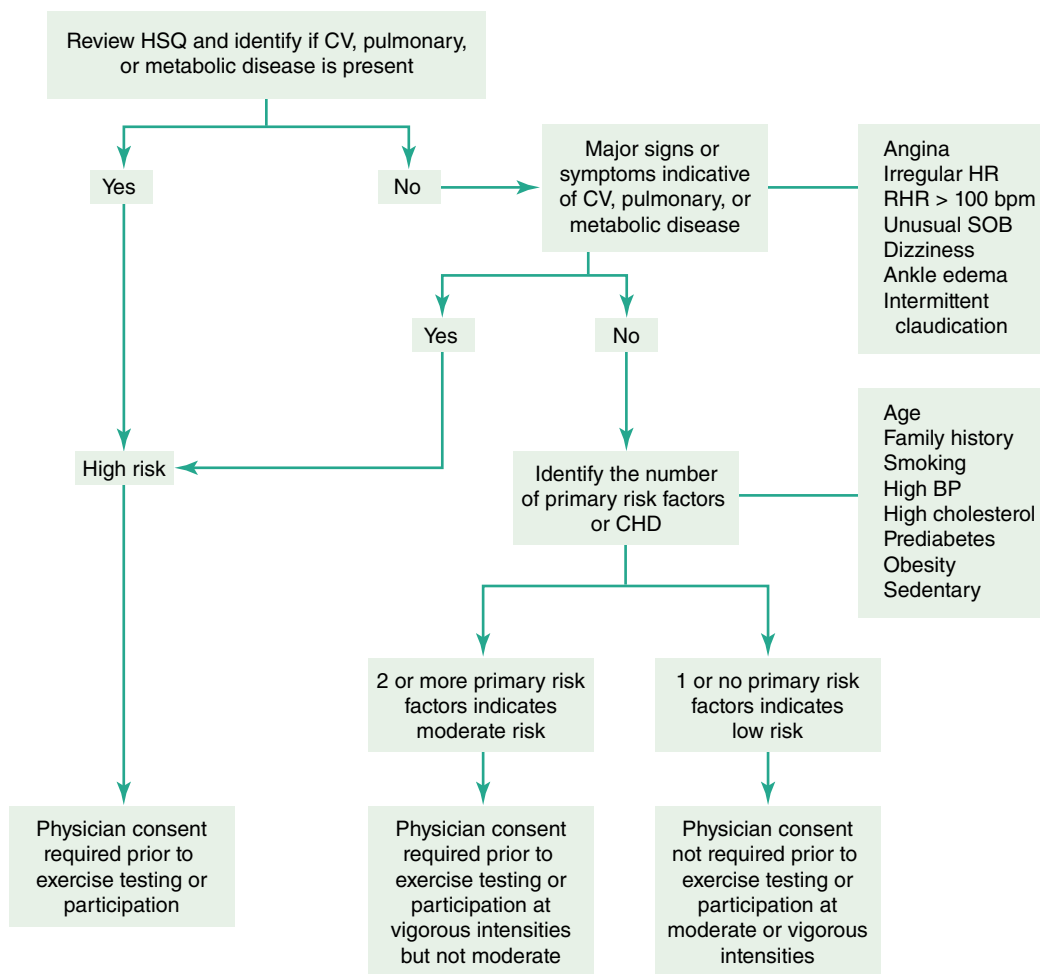 Review HSQ and identify if CV, pulmonary,
or metabolic disease is present
Yes
No
Major signs or
symptoms indicative
of CV, pulmonary, or
metabolic disease
Angina
Irregular HR
RHR > 100 bpm
Unusual SOB
Dizziness
Ankle edema
Intermittent
claudication
Yes
No
High risk
Identify the number
of primary risk factors
or CHD
Age
Family history
Smoking
High BP
High cholesterol
Prediabetes
Obesity
Sedentary
2 or more primary risk
factors indicates
moderate risk
1 or no primary risk
factors indicates
low risk
Physician consent
required prior to
exercise testing or
participation
Physician consent
required prior to
exercise testing or
participation at
vigorous intensities
but not moderate
Physician consent
not required prior to
exercise testing or
participation at
moderate or vigorous
intensities